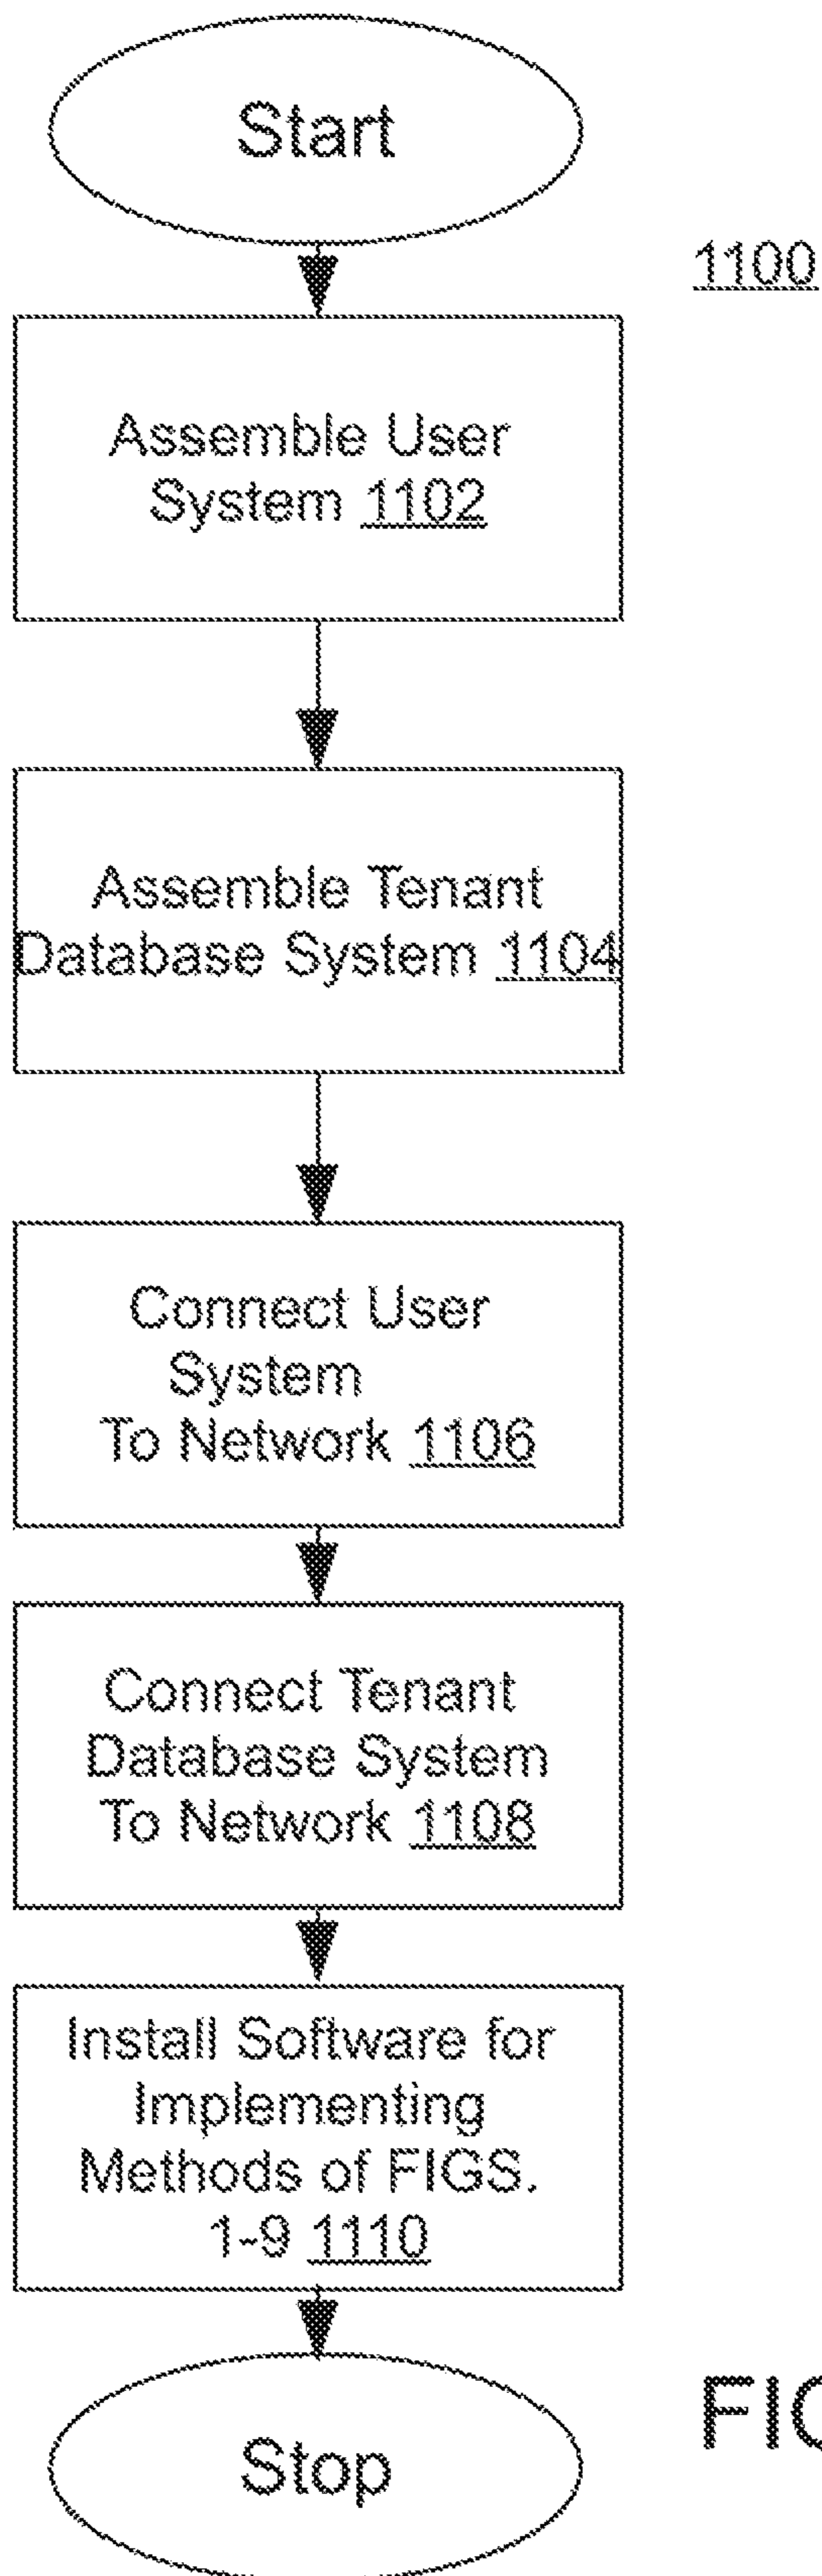 Start
1100
Assemble User
System 1102
Assemble Tenant
Database System 1104
Connect User
System
To Network 1106
Connect Tenant
Database System
To Network 1108
Install Software for
Implementing
Methods of FIGS.
1-9 1110
Stop